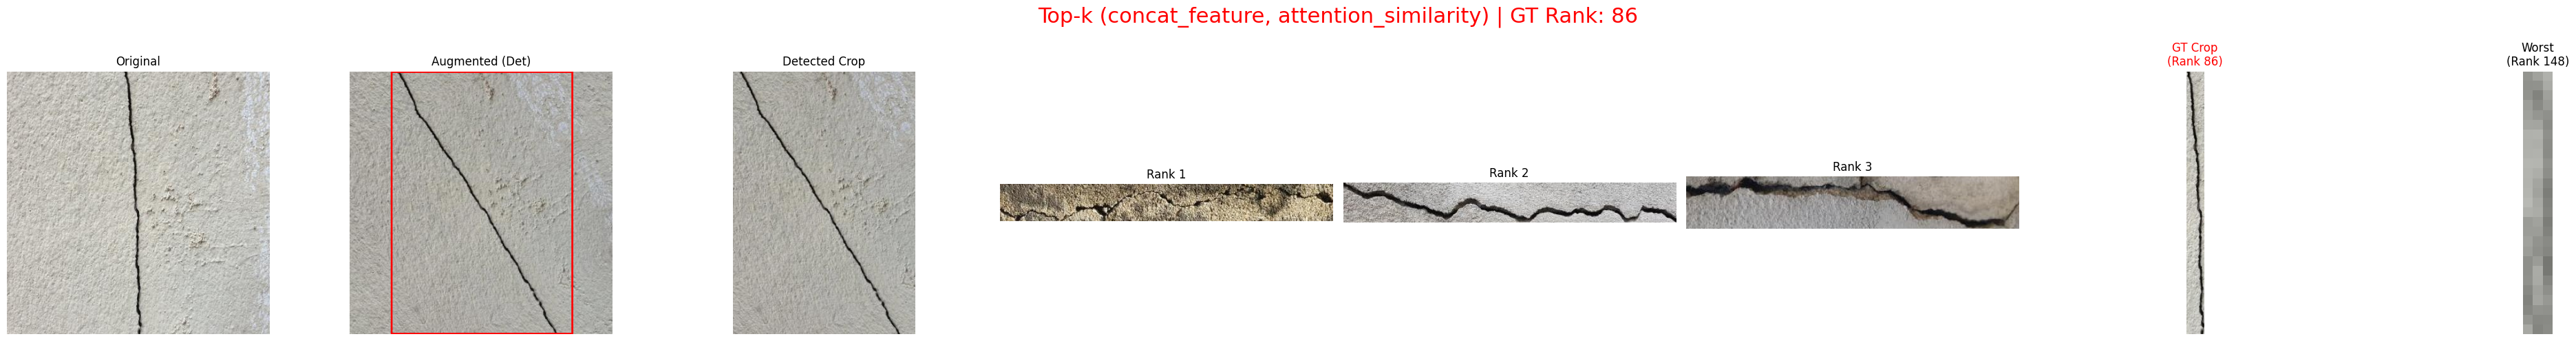 Top-k (concat_feature, attention_similarity) | GT Rank: 86
Original
Augmented (Det)
Detected Crop
Rank 1
Rank 2
Rank 3
GT Crop
(Rank 86)
Worst
(Rank 148)